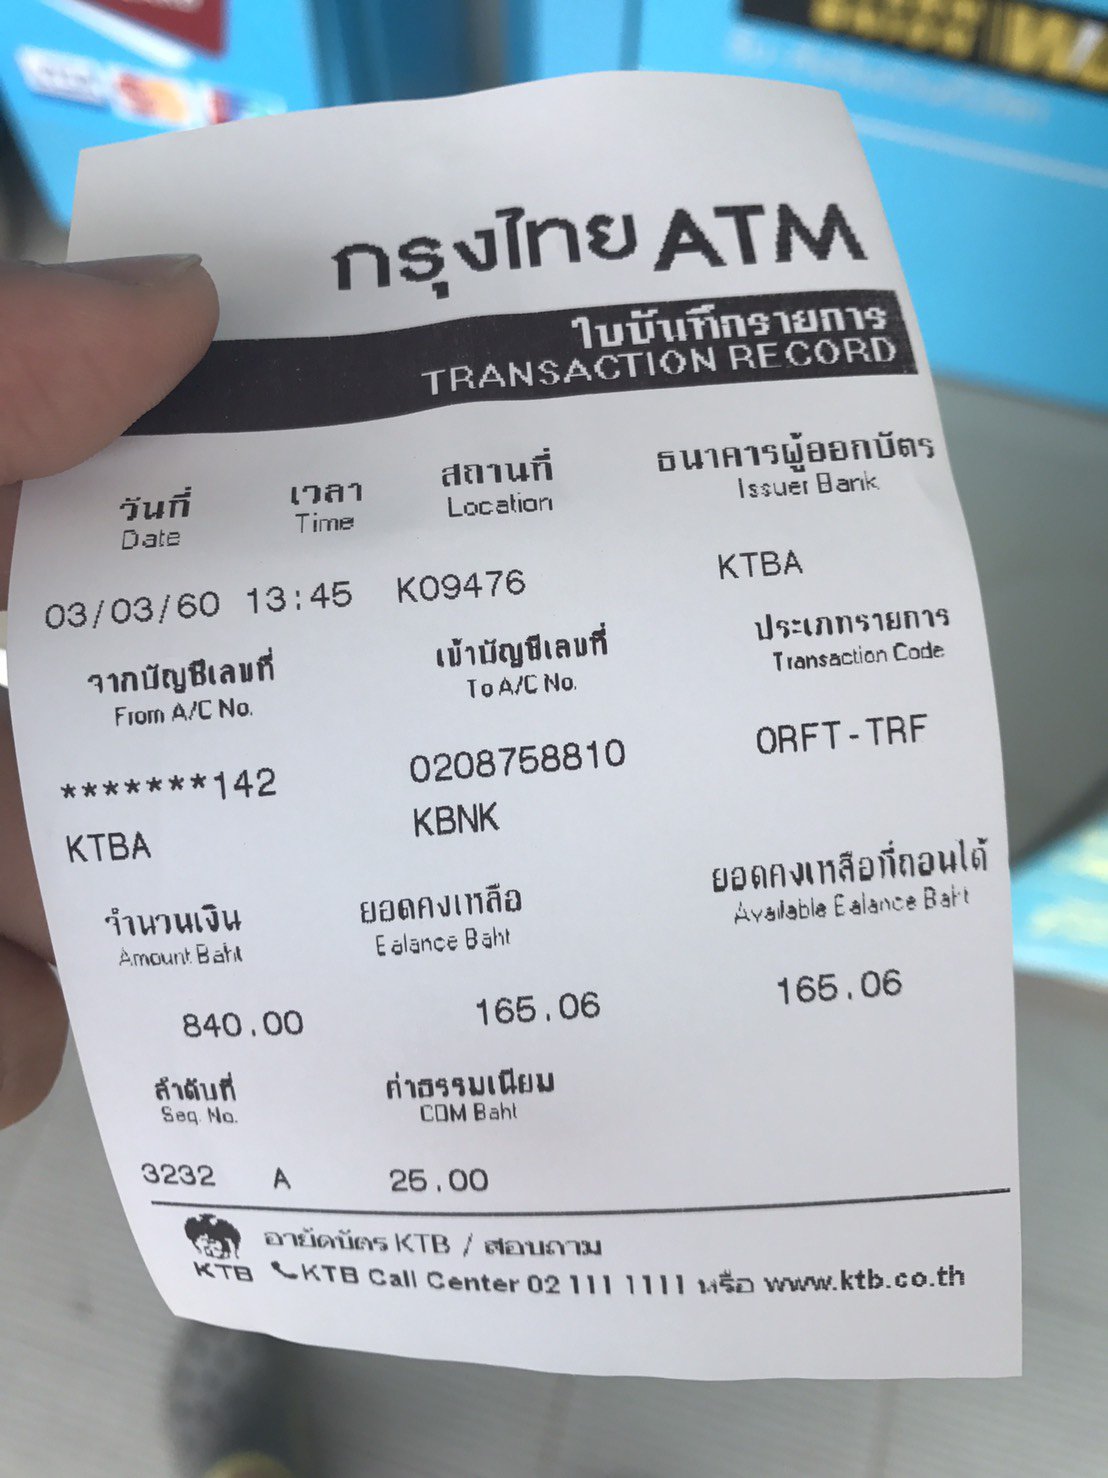 กรุงไทย ATM
ใบบันทึกรายการ
TRANSACTION RECORD
วันที่ เวลา สถานที่ ธนาคารผู้ออกบัตร
Date Time Location Issuer Bank
03/03/60 13:45 K09476 KTBA
จากบัญชีเลขที่ เข้าบัญชีเลขที่ ประเภทรายการ
From A/C No. To A/C No. Transaction Code
*******142 0208758810 ORFT-TRF
KTBA KBNK
จำนวนเงิน ยอดคงเหลือ ยอดคงเหลือที่ถอนได้
Amount Baht Balance Baht Available Balance Baht
840.00 165.06 165.06
ลำดับที่ ค่าธรรมเนียม
Seq. No. COM Baht
3232 A 25.00
อายัดบัตร KTB / สอบถาม
KTB KTB Call Center 02 111 1111 หรือ www.ktb.co.th